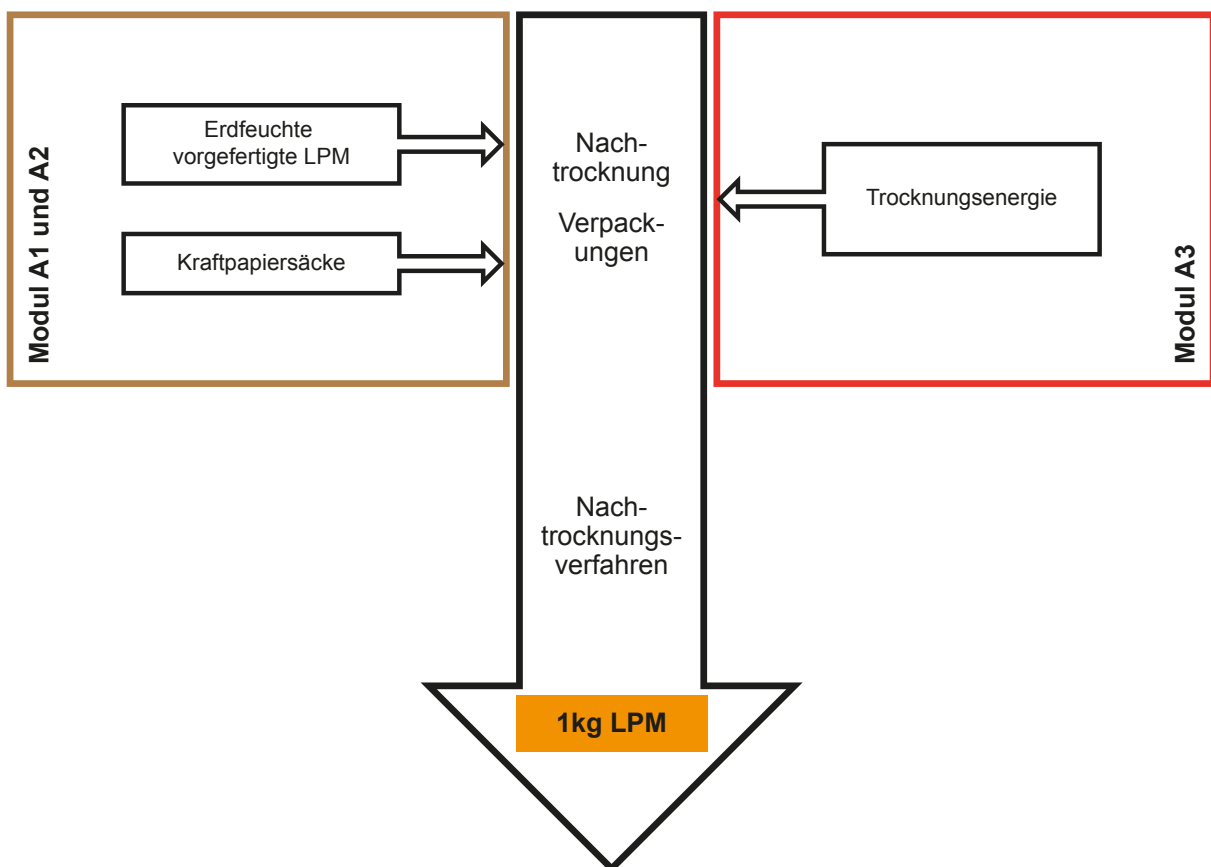 Modul A1 und A2
Erdfeuchte
vorgefertigte LPM
Kraftpapiersäcke
Nach-
trocknung
Verpack-
ungen
Trocknungsenergie
Modul A3
Nach-
trocknungs-
verfahren
1kg LPM